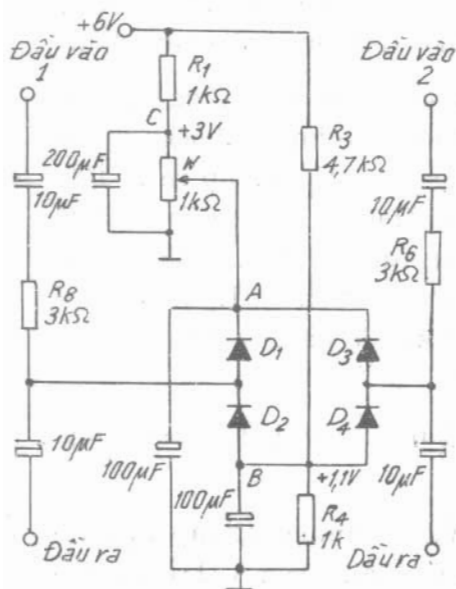 +6V
Đầu vào
1
R1
1kΩ
C
+3V
200μF
10μF
W
1kΩ
R3
4,7kΩ
Đầu vào
2
10μF
R6
3kΩ
R8
3kΩ
A
D1
D3
D2
D4
10μF
100μF
B
100μF
+1,1V
R4
1k
10μF
Đầu ra
Đầu ra